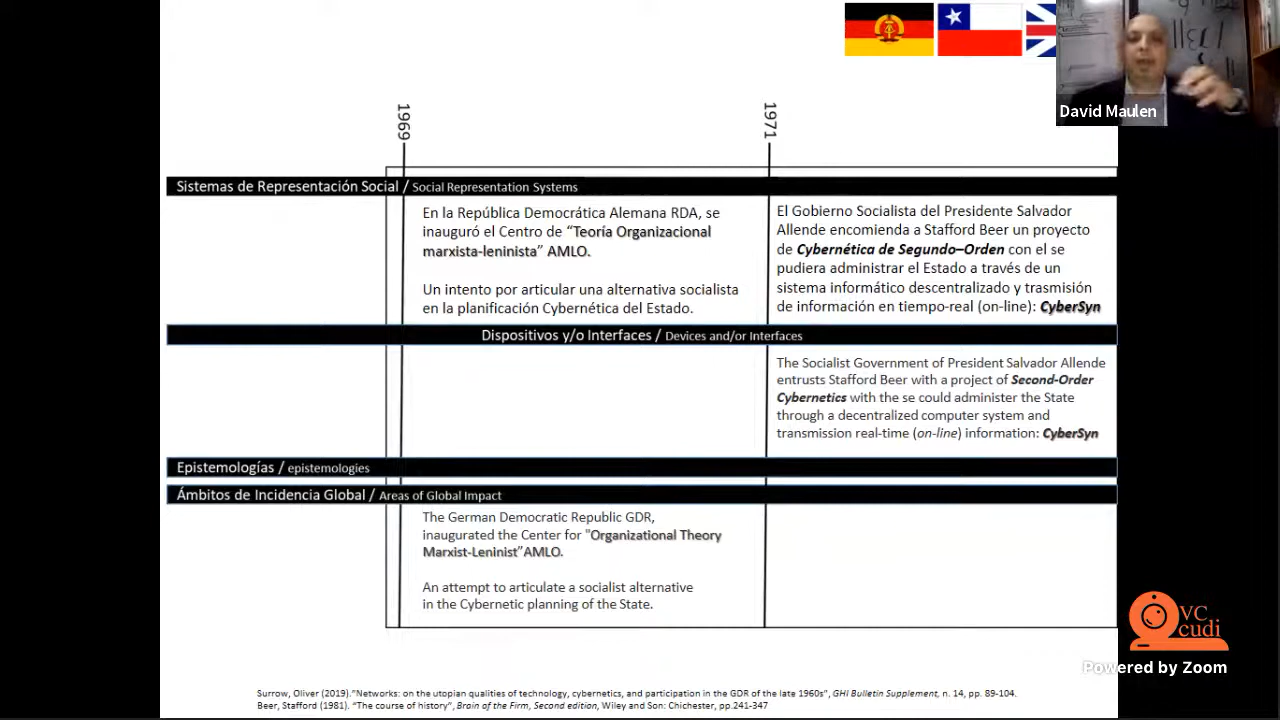 David Maulen
1969
1971
Sistemas de Representación Social / Social Representation Systems
En la República Democrática Alemana RDA, se
inauguró el Centro de “Teoría Organizacional
marxista-leninista” AMLO.
Un intento por articular una alternativa socialista
en la planificación Cybernética del Estado.
El Gobierno Socialista del Presidente Salvador
Allende encomienda a Stafford Beer un proyecto
de Cybernética de Segundo–Orden con el se
pudiera administrar el Estado a través de un
sistema informático descentralizado y trasmisión
de información en tiempo-real (on-line): CyberSyn
Dispositivos y/o Interfaces / Devices and/or Interfaces
The Socialist Government of President Salvador Allende
entrusts Stafford Beer with a project of Second-Order
Cybernetics with the se could administer the State
through a decentralized computer system and
transmission real-time (on-line) information: CyberSyn
Epistemologías / epistemologies
Ámbitos de Incidencia Global / Areas of Global Impact
The German Democratic Republic GDR,
inaugurated the Center for "Organizational Theory
Marxist-Leninist”AMLO.
An attempt to articulate a socialist alternative
in the Cybernetic planning of the State.
VC
cudi
Powered by Zoom
Surrow, Oliver (2019).”Networks: on the utopian qualities of technology, cybernetics, and participation in the GDR of the late 1960s”, GHI Bulletin Supplement, n. 14, pp. 89-104.
Beer, Stafford (1981). “The course of history”, Brain of the Firm, Second edition, Wiley and Son: Chichester, pp.241-347